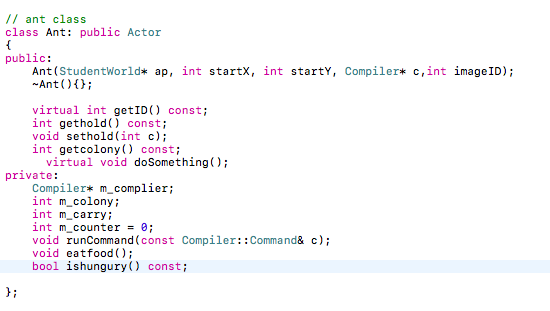 // ant class
class Ant: public Actor
{
public:
    Ant(StudentWorld* ap, int startX, int startY, Compiler* c,int imageID);
    ~Ant(){};
    virtual int getID() const;
    int gethold() const;
    void sethold(int c);
    int getcolony() const;
      virtual void doSomething();
private:
    Compiler* m_complier;
    int m_colony;
    int m_carry;
    int m_counter = 0;
    void runCommand(const Compiler::Command& c);
    void eatfood();
    bool ishungury() const;
};